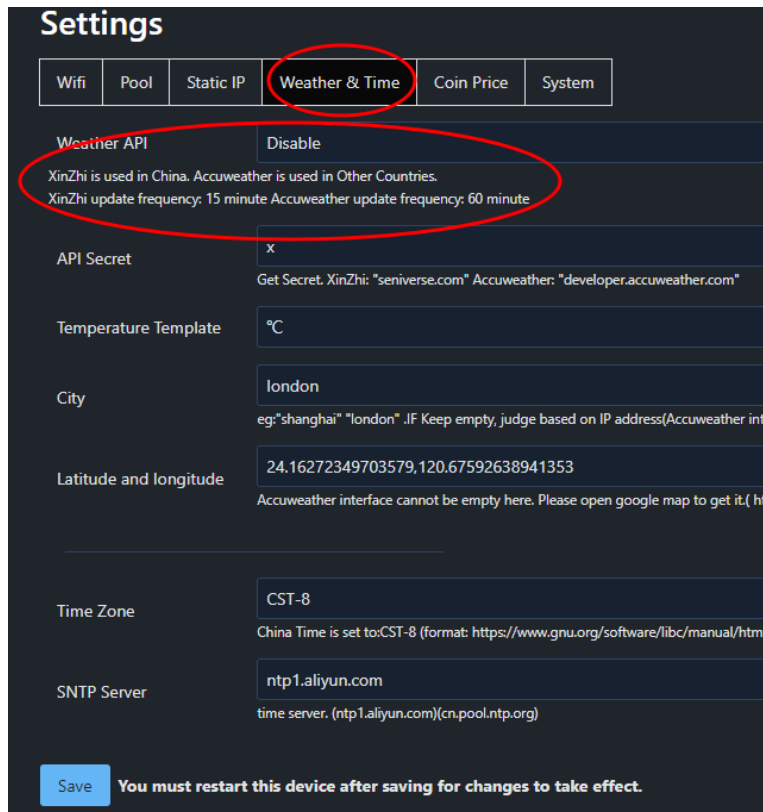 Settings
Wifi Pool Static IP Weather & Time Coin Price System
Weather API Disable
XinZhi is used in China. Accuweather is used in Other Countries.
XinZhi update frequency: 15 minute Accuweather update frequency: 60 minute
API Secret x
Get Secret. XinZhi: "seniverse.com" Accuweather: "developer.accuweather.com"
Temperature Template °C
City london
eg:"shanghai" "london" .IF Keep empty, judge based on IP address(Accuweather int
Latitude and longitude 24.16272349703579,120.67592638941353
Accuweather interface cannot be empty here. Please open google map to get it.( h
Time Zone CST-8
China Time is set to:CST-8 (format: https://www.gnu.org/software/libc/manual/htm
SNTP Server ntp1.aliyun.com
time server. (ntp1.aliyun.com)(cn.pool.ntp.org)
Save You must restart this device after saving for changes to take effect.